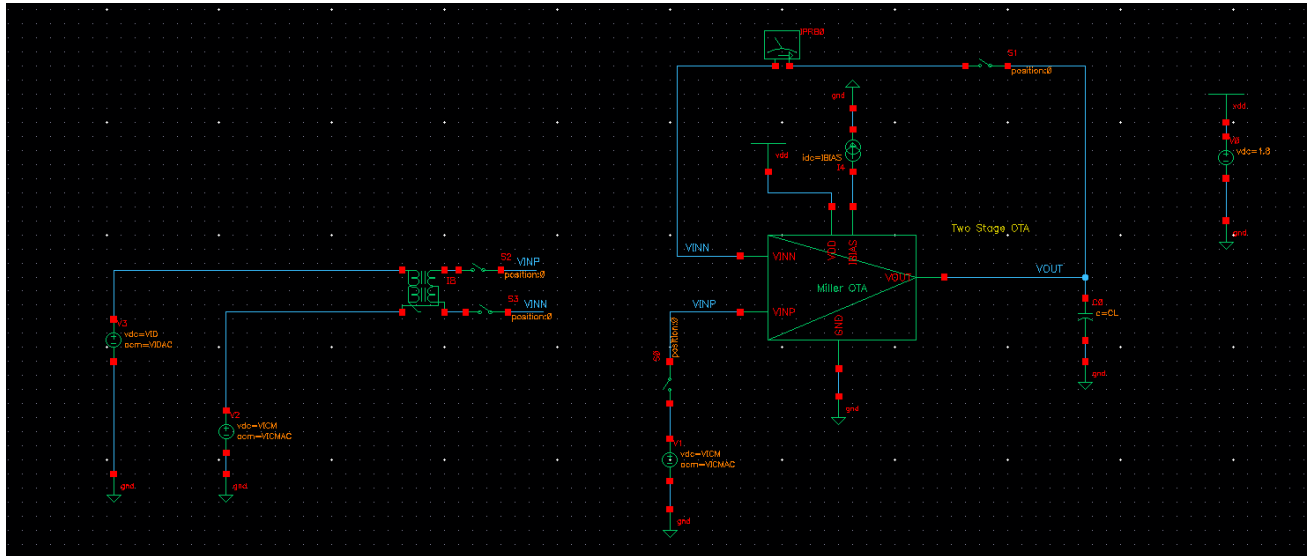 IPRB0
S1
position:0
gnd
vdd
idc=IBIAS
I4
vdd
V0
vdc=1.8
gnd
Two Stage OTA
VINN
VDD
IBIAS
VINN
VOUT
VOUT
Miller OTA
VINP
VINP
GND
C0
c=CL
gnd
gnd
S2
VINP
position:0
I8
S3
VINN
position:0
V3
vdc=VID
acm=VIDAC
gnd
V2
vdc=VICM
acm=VICMAC
gnd
S0
position:0
V1
vdc=VICM
acm=VICMAC
gnd